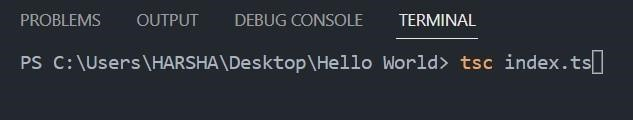 PROBLEMS OUTPUT DEBUG CONSOLE TERMINAL
PS C:\Users\HARSHA\Desktop\Hello World> tsc index.ts